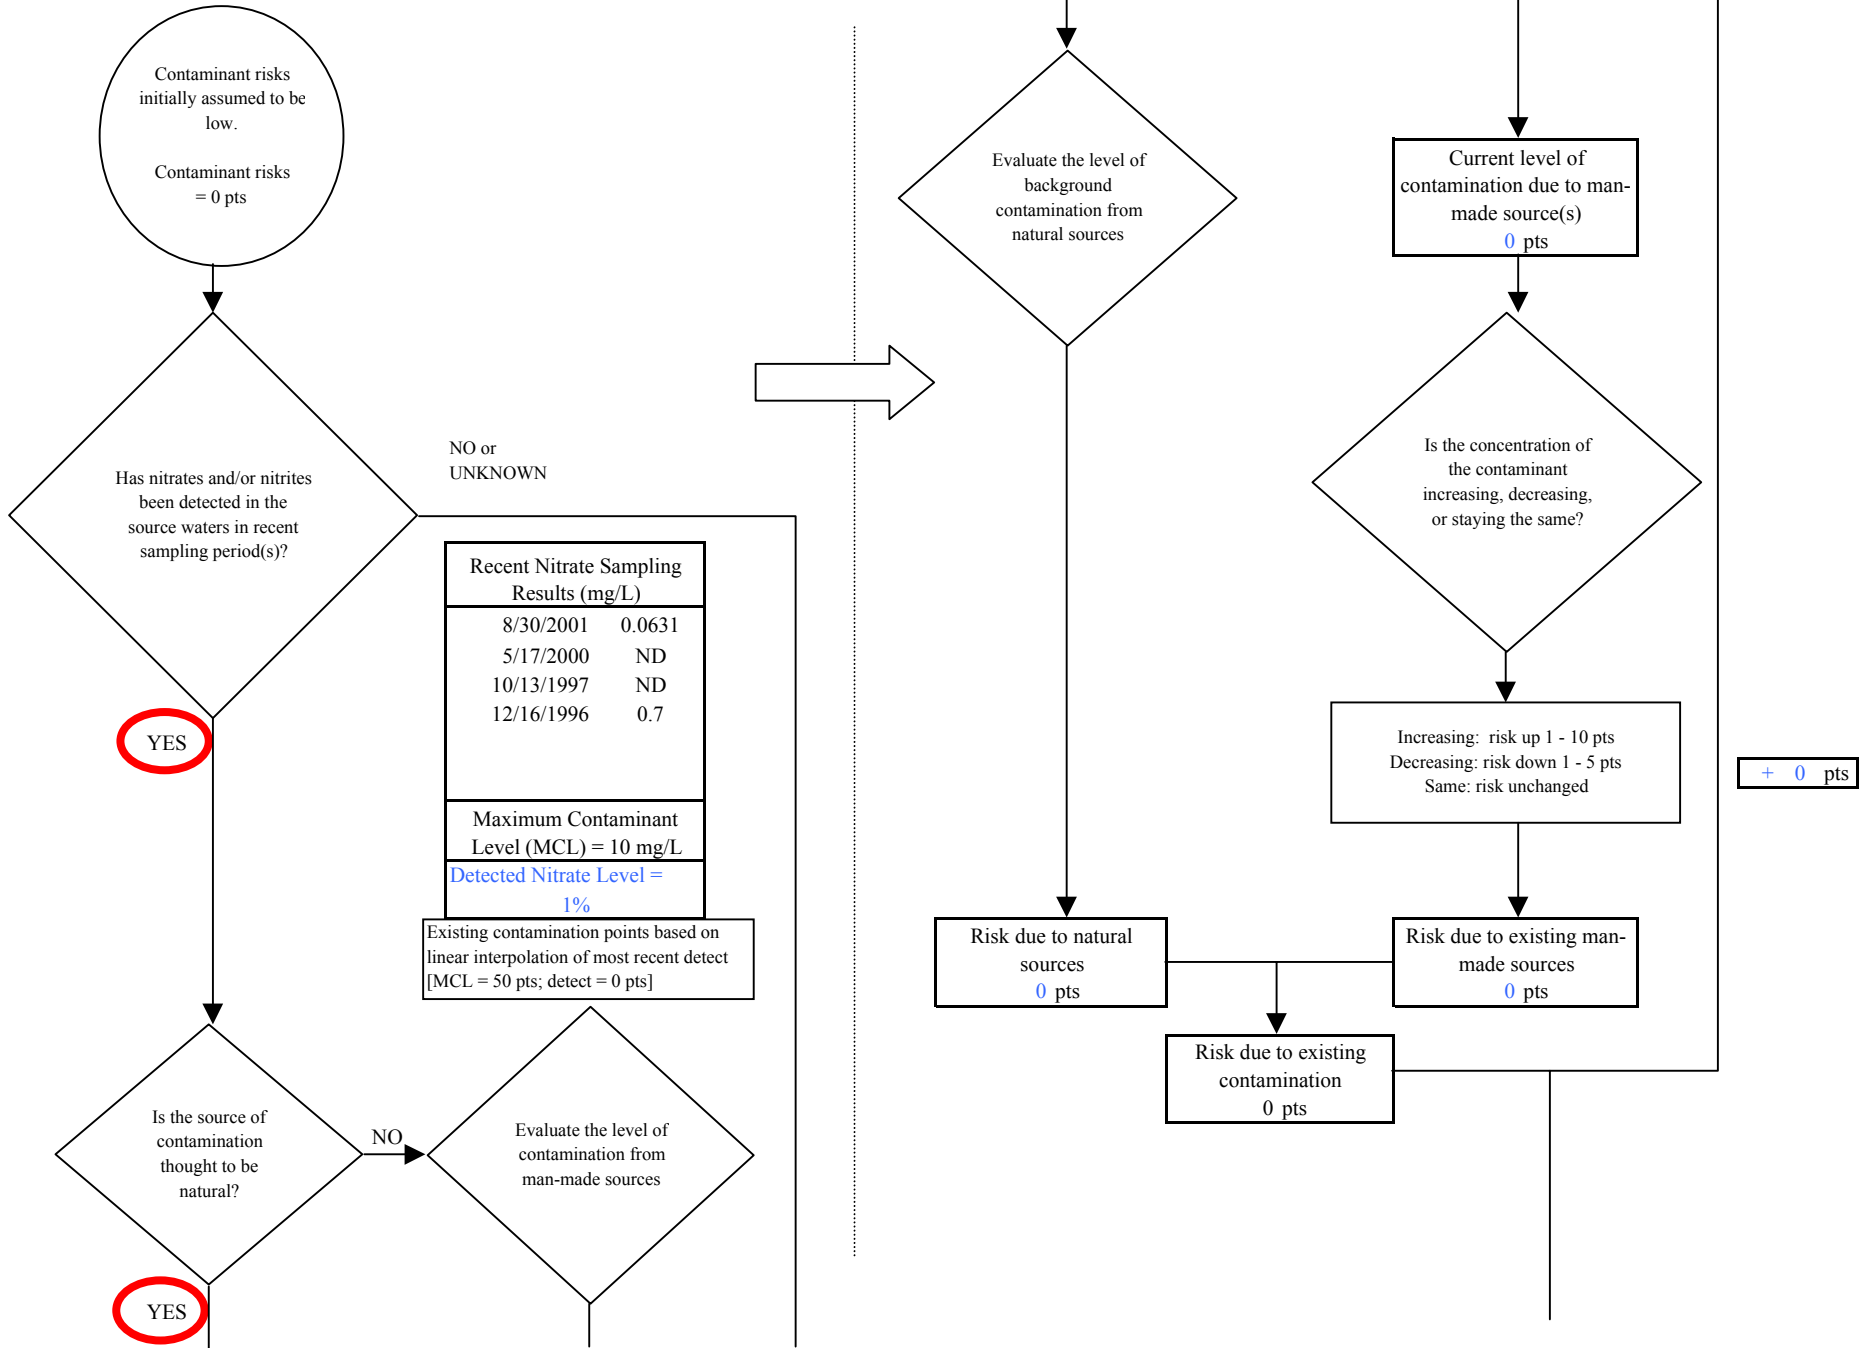 Contaminant risks
initially assumed to be
low.
Contaminant risks
= 0 pts
Has nitrates and/or nitrites
been detected in the
source waters in recent
sampling period(s)?
NO or
UNKNOWN
YES
Recent Nitrate Sampling
Results (mg/L)
8/30/2001 0.0631
5/17/2000 ND
10/13/1997 ND
12/16/1996 0.7
Maximum Contaminant
Level (MCL) = 10 mg/L
Detected Nitrate Level =
1%
Existing contamination points based on
linear interpolation of most recent detect
[MCL = 50 pts; detect = 0 pts]
Is the source of
contamination
thought to be
natural?
NO
Evaluate the level of
contamination from
man-made sources
YES
Evaluate the level of
background
contamination from
natural sources
Current level of
contamination due to man-
made source(s)
0 pts
Is the concentration of
the contaminant
increasing, decreasing,
or staying the same?
Increasing: risk up 1 - 10 pts
Decreasing: risk down 1 - 5 pts
Same: risk unchanged
+ 0 pts
Risk due to natural
sources
0 pts
Risk due to existing man-
made sources
0 pts
Risk due to existing
contamination
0 pts